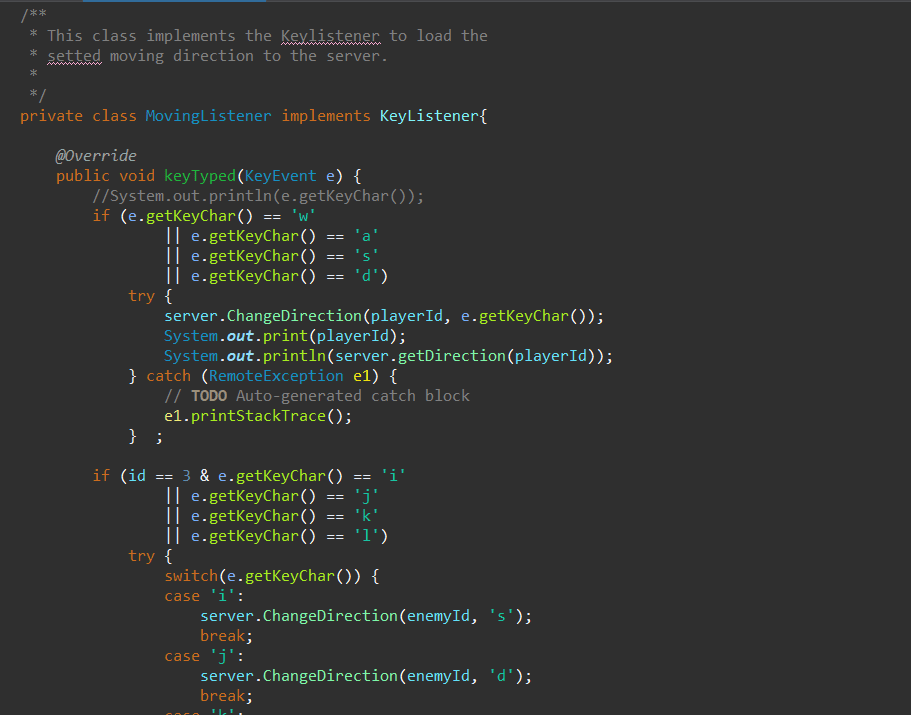 /**
 * This class implements the Keylistener to load the
 * setted moving direction to the server.
 *
 */
private class MovingListener implements KeyListener{
@Override
public void keyTyped(KeyEvent e) {
//System.out.println(e.getKeyChar());
if (e.getKeyChar() == 'w'
|| e.getKeyChar() == 'a'
|| e.getKeyChar() == 's'
|| e.getKeyChar() == 'd')
try {
server.ChangeDirection(playerId, e.getKeyChar());
System.out.print(playerId);
System.out.println(server.getDirection(playerId));
} catch (RemoteException e1) {
// TODO Auto-generated catch block
e1.printStackTrace();
}  ;
if (id == 3 & e.getKeyChar() == 'i'
|| e.getKeyChar() == 'j'
|| e.getKeyChar() == 'k'
|| e.getKeyChar() == 'l')
try {
switch(e.getKeyChar()) {
case 'i':
server.ChangeDirection(enemyId, 's');
break;
case 'j':
server.ChangeDirection(enemyId, 'd');
break;
case 'k':